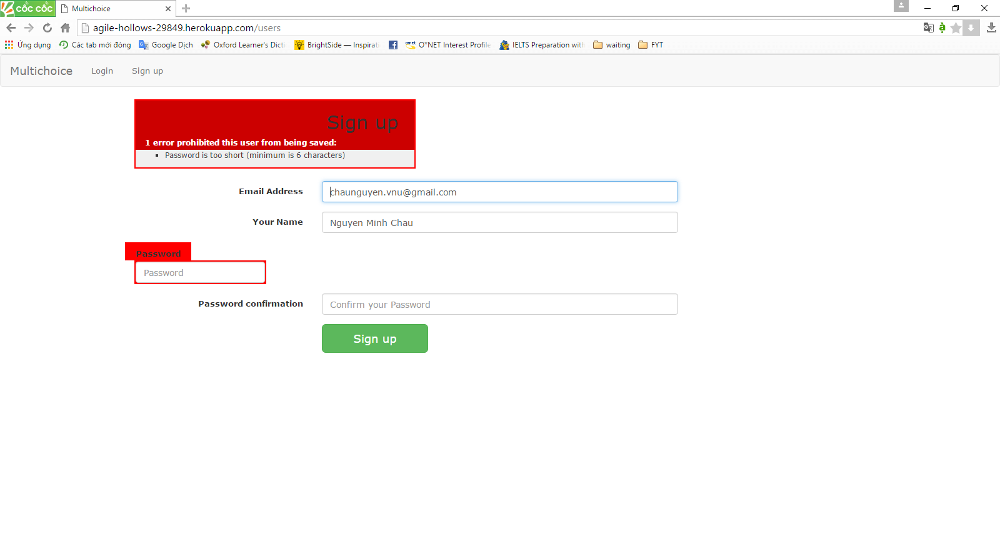 CỐC CỐC Multichoice
agile-hollows-29849.herokuapp.com/users
Ứng dụng Các tab mới đóng Google Dịch Oxford Learner's Dicti BrightSide — Inspirati O*NET Interest Profile IELTS Preparation with waiting FYT
Multichoice Login Sign up
Sign up
1 error prohibited this user from being saved:
Password is too short (minimum is 6 characters)
Email Address chaunguyen.vnu@gmail.com
Your Name Nguyen Minh Chau
Password
Password
Password confirmation Confirm your Password
Sign up